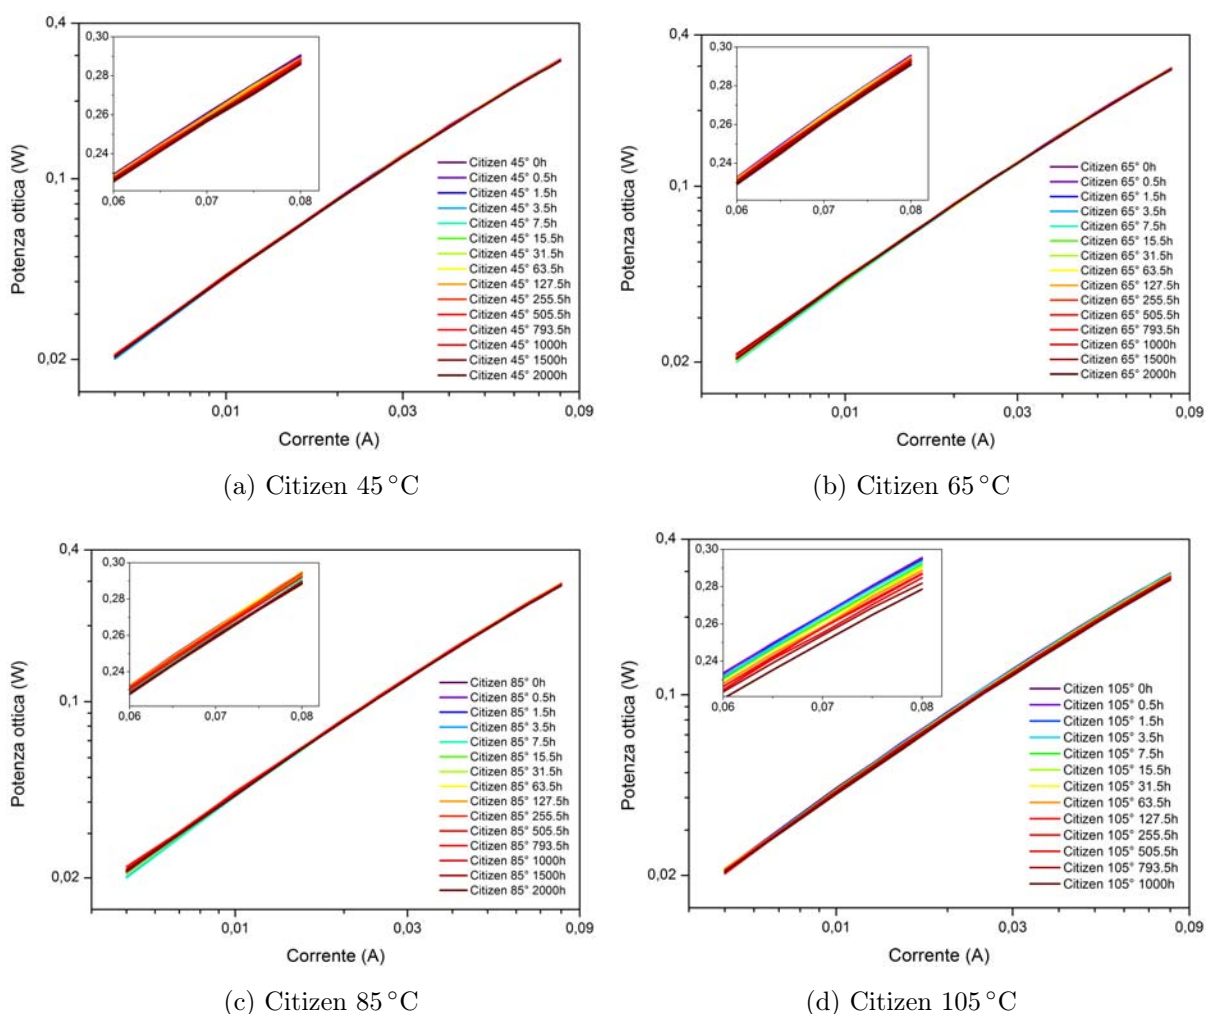 0,4
0,30
0,28
0,26
0,24
0,06
0,07
0,08
0,1
0,02
Potenza ottica (W)
Citizen 45° 0h
Citizen 45° 0.5h
Citizen 45° 1.5h
Citizen 45° 3.5h
Citizen 45° 7.5h
Citizen 45° 15.5h
Citizen 45° 31.5h
Citizen 45° 63.5h
Citizen 45° 127.5h
Citizen 45° 255.5h
Citizen 45° 505.5h
Citizen 45° 793.5h
Citizen 45° 1000h
Citizen 45° 1500h
Citizen 45° 2000h
0,01
0,03
0,09
Corrente (A)
(a) Citizen 45 °C
0,4
0,30
0,28
0,26
0,24
0,06
0,07
0,08
0,1
0,02
Potenza ottica (W)
Citizen 65° 0h
Citizen 65° 0.5h
Citizen 65° 1.5h
Citizen 65° 3.5h
Citizen 65° 7.5h
Citizen 65° 15.5h
Citizen 65° 31.5h
Citizen 65° 63.5h
Citizen 65° 127.5h
Citizen 65° 255.5h
Citizen 65° 505.5h
Citizen 65° 793.5h
Citizen 65° 1000h
Citizen 65° 1500h
Citizen 65° 2000h
0,01
0,03
0,09
Corrente (A)
(b) Citizen 65 °C
0,4
0,30
0,28
0,26
0,24
0,06
0,07
0,08
0,1
0,02
Potenza ottica (W)
Citizen 85° 0h
Citizen 85° 0.5h
Citizen 85° 1.5h
Citizen 85° 3.5h
Citizen 85° 7.5h
Citizen 85° 15.5h
Citizen 85° 31.5h
Citizen 85° 63.5h
Citizen 85° 127.5h
Citizen 85° 255.5h
Citizen 85° 505.5h
Citizen 85° 793.5h
Citizen 85° 1000h
Citizen 85° 1500h
Citizen 85° 2000h
0,01
0,03
0,09
Corrente (A)
(c) Citizen 85 °C
0,4
0,30
0,28
0,26
0,24
0,06
0,07
0,08
0,1
0,02
Potenza ottica (W)
Citizen 105° 0h
Citizen 105° 0.5h
Citizen 105° 1.5h
Citizen 105° 3.5h
Citizen 105° 7.5h
Citizen 105° 15.5h
Citizen 105° 31.5h
Citizen 105° 63.5h
Citizen 105° 127.5h
Citizen 105° 255.5h
Citizen 105° 505.5h
Citizen 105° 793.5h
Citizen 105° 1000h
0,01
0,03
0,09
Corrente (A)
(d) Citizen 105 °C